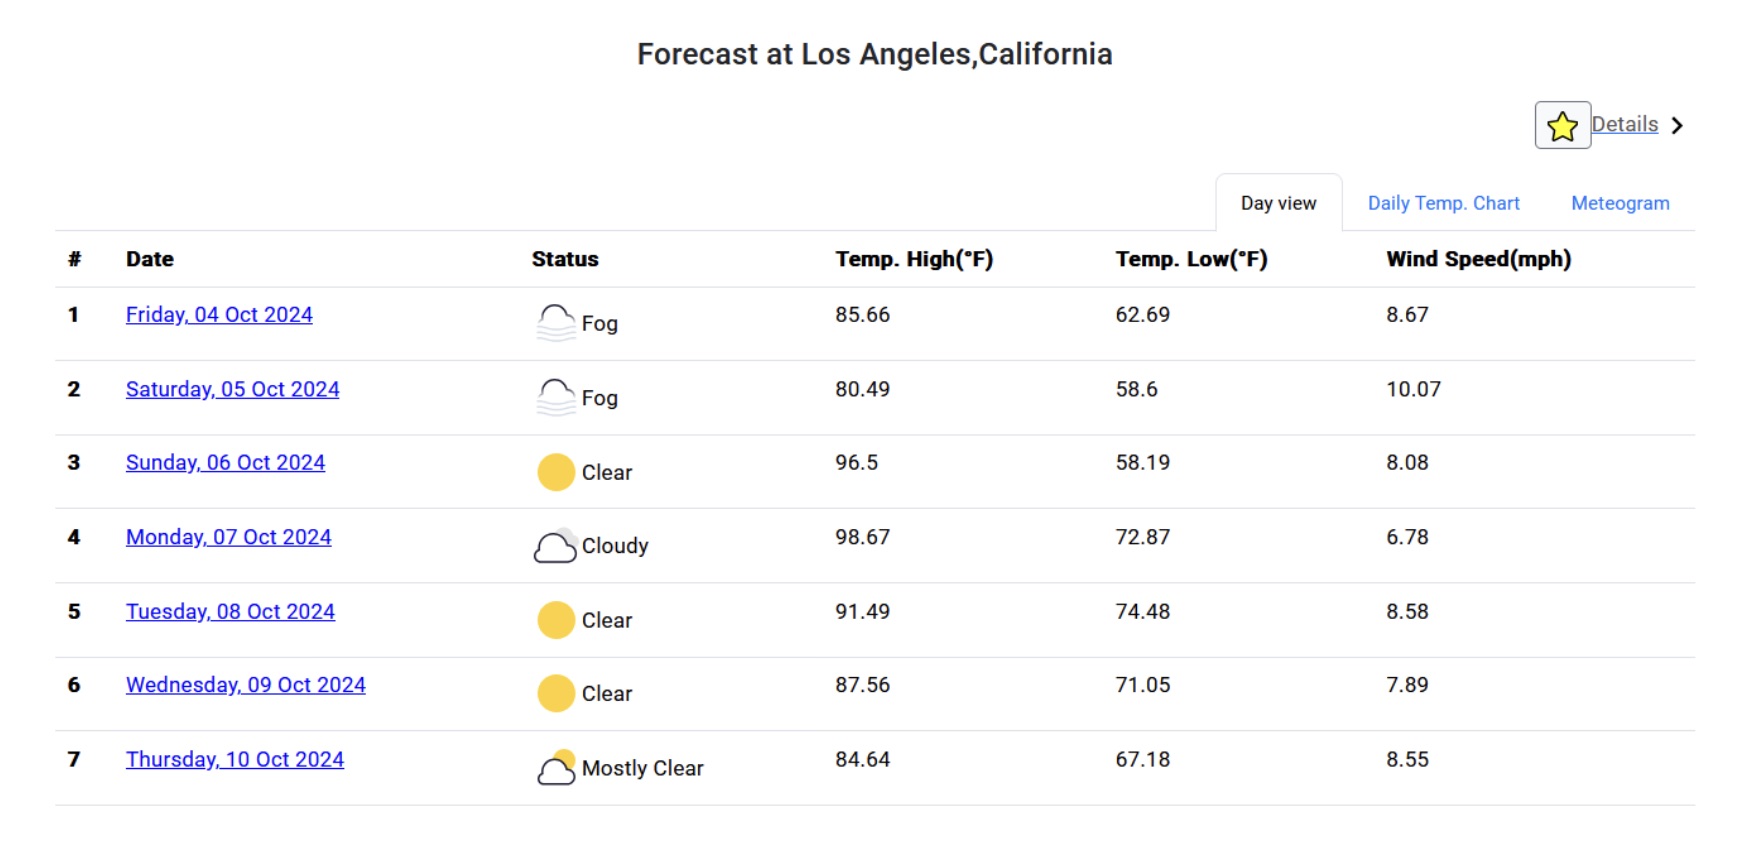 Forecast at Los Angeles,California
Details
Day view Daily Temp. Chart Meteogram
# Date Status Temp. High(°F) Temp. Low(°F) Wind Speed(mph)
1 Friday, 04 Oct 2024 Fog 85.66 62.69 8.67
2 Saturday, 05 Oct 2024 Fog 80.49 58.6 10.07
3 Sunday, 06 Oct 2024 Clear 96.5 58.19 8.08
4 Monday, 07 Oct 2024 Cloudy 98.67 72.87 6.78
5 Tuesday, 08 Oct 2024 Clear 91.49 74.48 8.58
6 Wednesday, 09 Oct 2024 Clear 87.56 71.05 7.89
7 Thursday, 10 Oct 2024 Mostly Clear 84.64 67.18 8.55